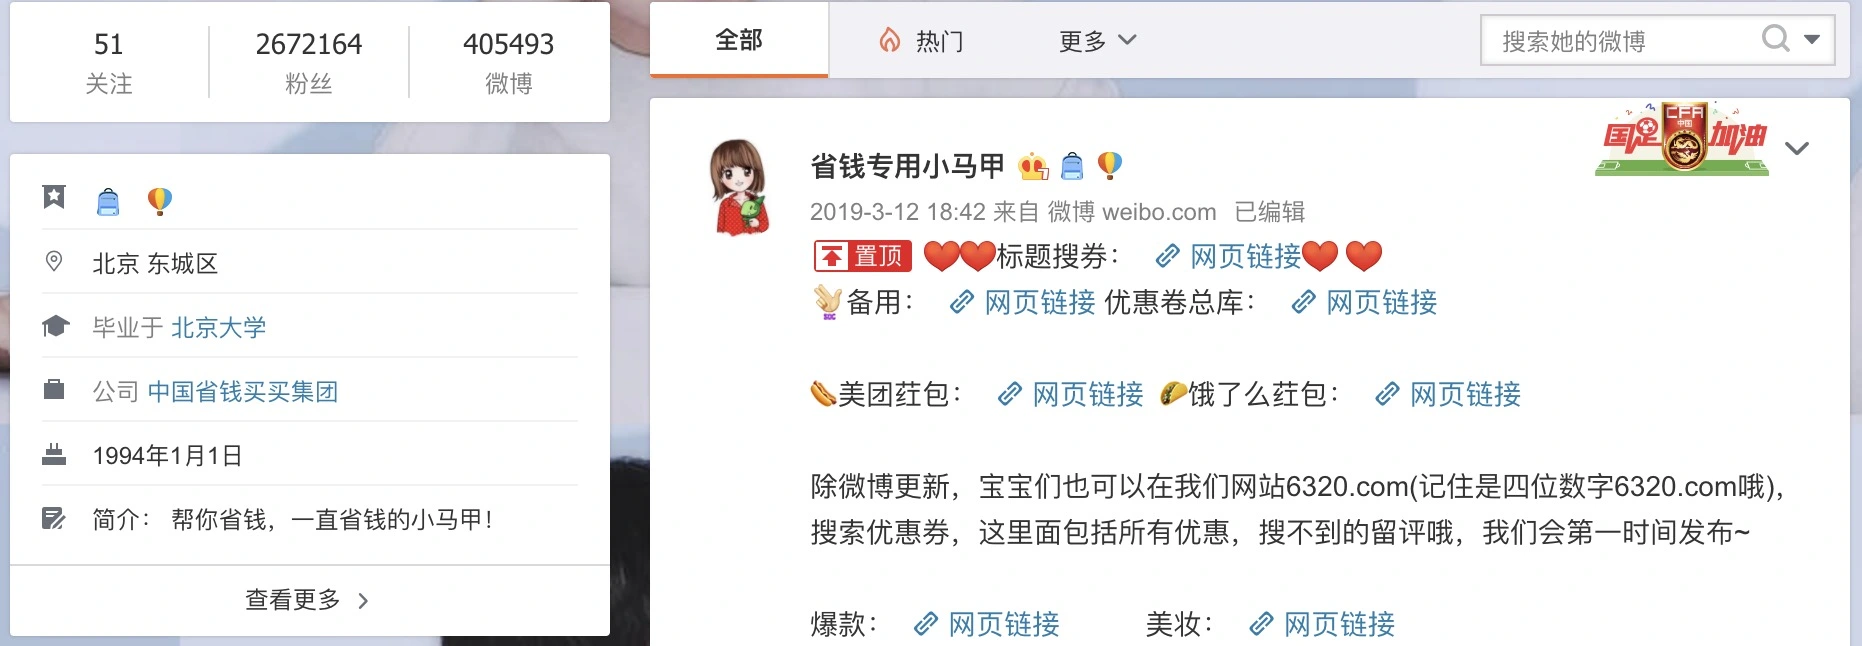 51
关注
2672164
粉丝
405493
微博
北京 东城区
毕业于 北京大学
公司 中国省钱买买集团
1994年1月1日
简介: 帮你省钱,一直省钱的小马甲!
查看更多
全部
热门
更多
搜索她的微博
国足
CFA
中国
加油
省钱专用小马甲 7
2019-3-12 18:42 来自 微博 weibo.com 已编辑
置顶 ❤️❤️标题搜券: 网页链接❤️ ❤️
备用: 网页链接 优惠卷总库: 网页链接
🌭美团荭包: 网页链接 🌮饿了么荭包: 网页链接
除微博更新,宝宝们也可以在我们网站6320.com(记住是四位数字6320.com哦),
搜索优惠券,这里面包括所有优惠,搜不到的留评哦,我们会第一时间发布~
爆款: 网页链接 美妆: 网页链接